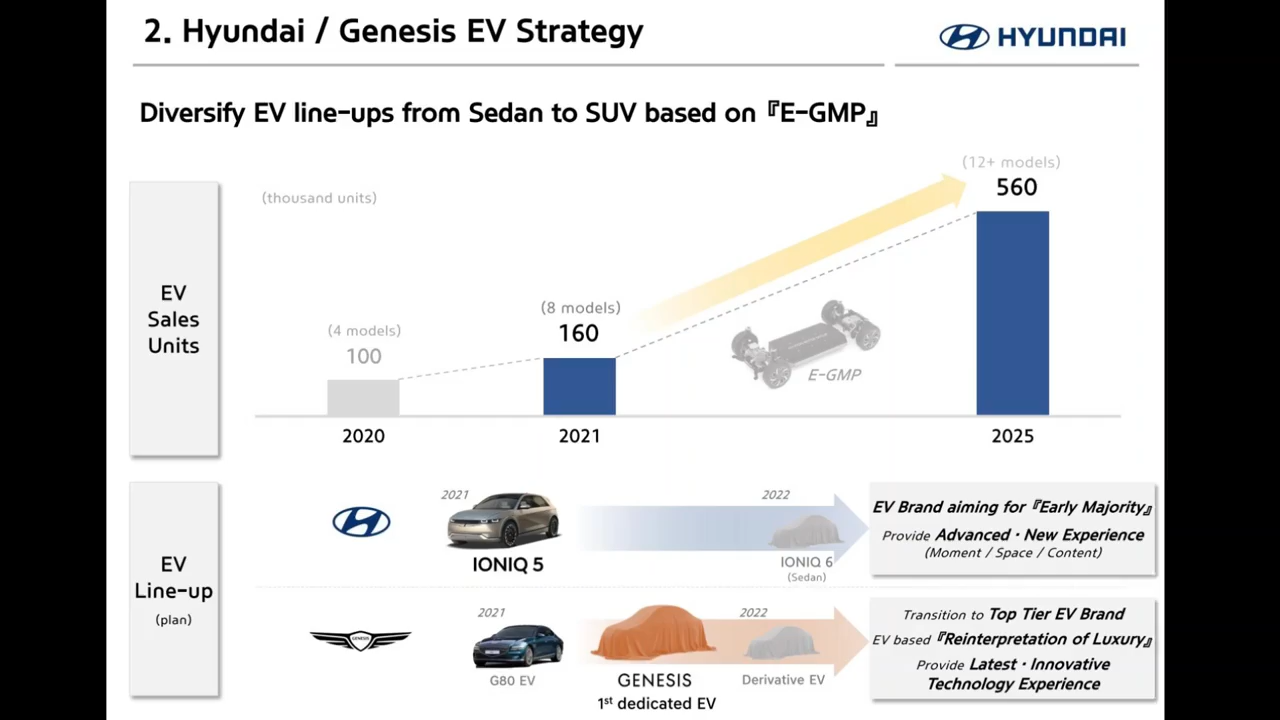 2. Hyundai / Genesis EV Strategy
HYUNDAI
Diversify EV line-ups from Sedan to SUV based on 『E-GMP』
EV
Sales
Units
(thousand units)
(4 models)
100
(8 models)
160
(12+ models)
560
E-GMP
2020
2021
2025
EV
Line-up
(plan)
2021
IONIQ 5
2022
IONIQ 6
(Sedan)
EV Brand aiming for 『Early Majority』
Provide Advanced · New Experience
(Moment / Space / Content)
GENESIS
2021
G80 EV
GENESIS
1st dedicated EV
2022
Derivative EV
Transition to Top Tier EV Brand
EV based 『Reinterpretation of Luxury』
Provide Latest · Innovative
Technology Experience